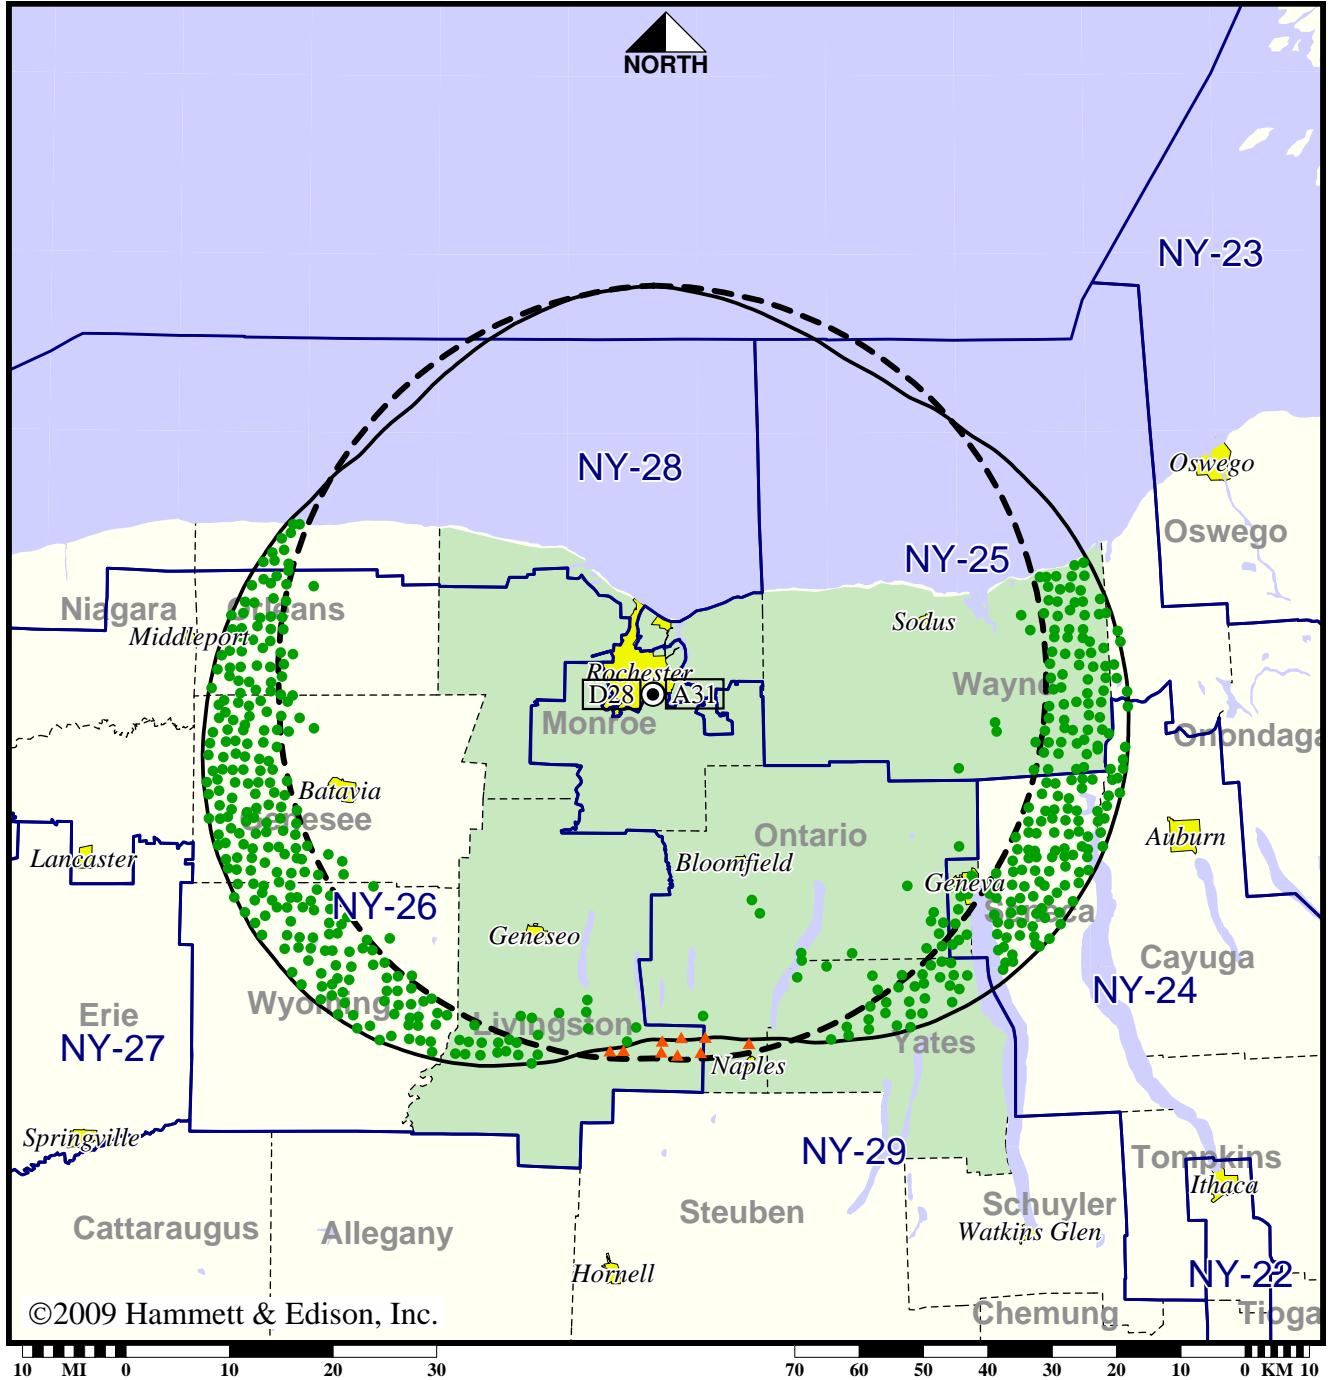 NORTH
NY-23
NY-28
Oswego
Oswego
NY-25
Niagara
Orleans
Middleport
Sodus
Rochester
D28
A31
Wayne
Monroe
Onondaga
Batavia
Genesee
Ontario
Auburn
Lancaster
Bloomfield
Geneva
NY-26
Seneca
Geneseo
Cayuga
NY-24
Wyoming
Erie
Livingston
NY-27
Yates
Naples
Springville
NY-29
Tompkins
Ithaca
Schuyler
Steuben
Cattaraugus
Allegany
Watkins Glen
Hornell
NY-22
©2009 Hammett & Edison, Inc.
Chemung
Tioga
10 MI 0 10 20 30
70 60 50 40 30 20 10 0 KM 10